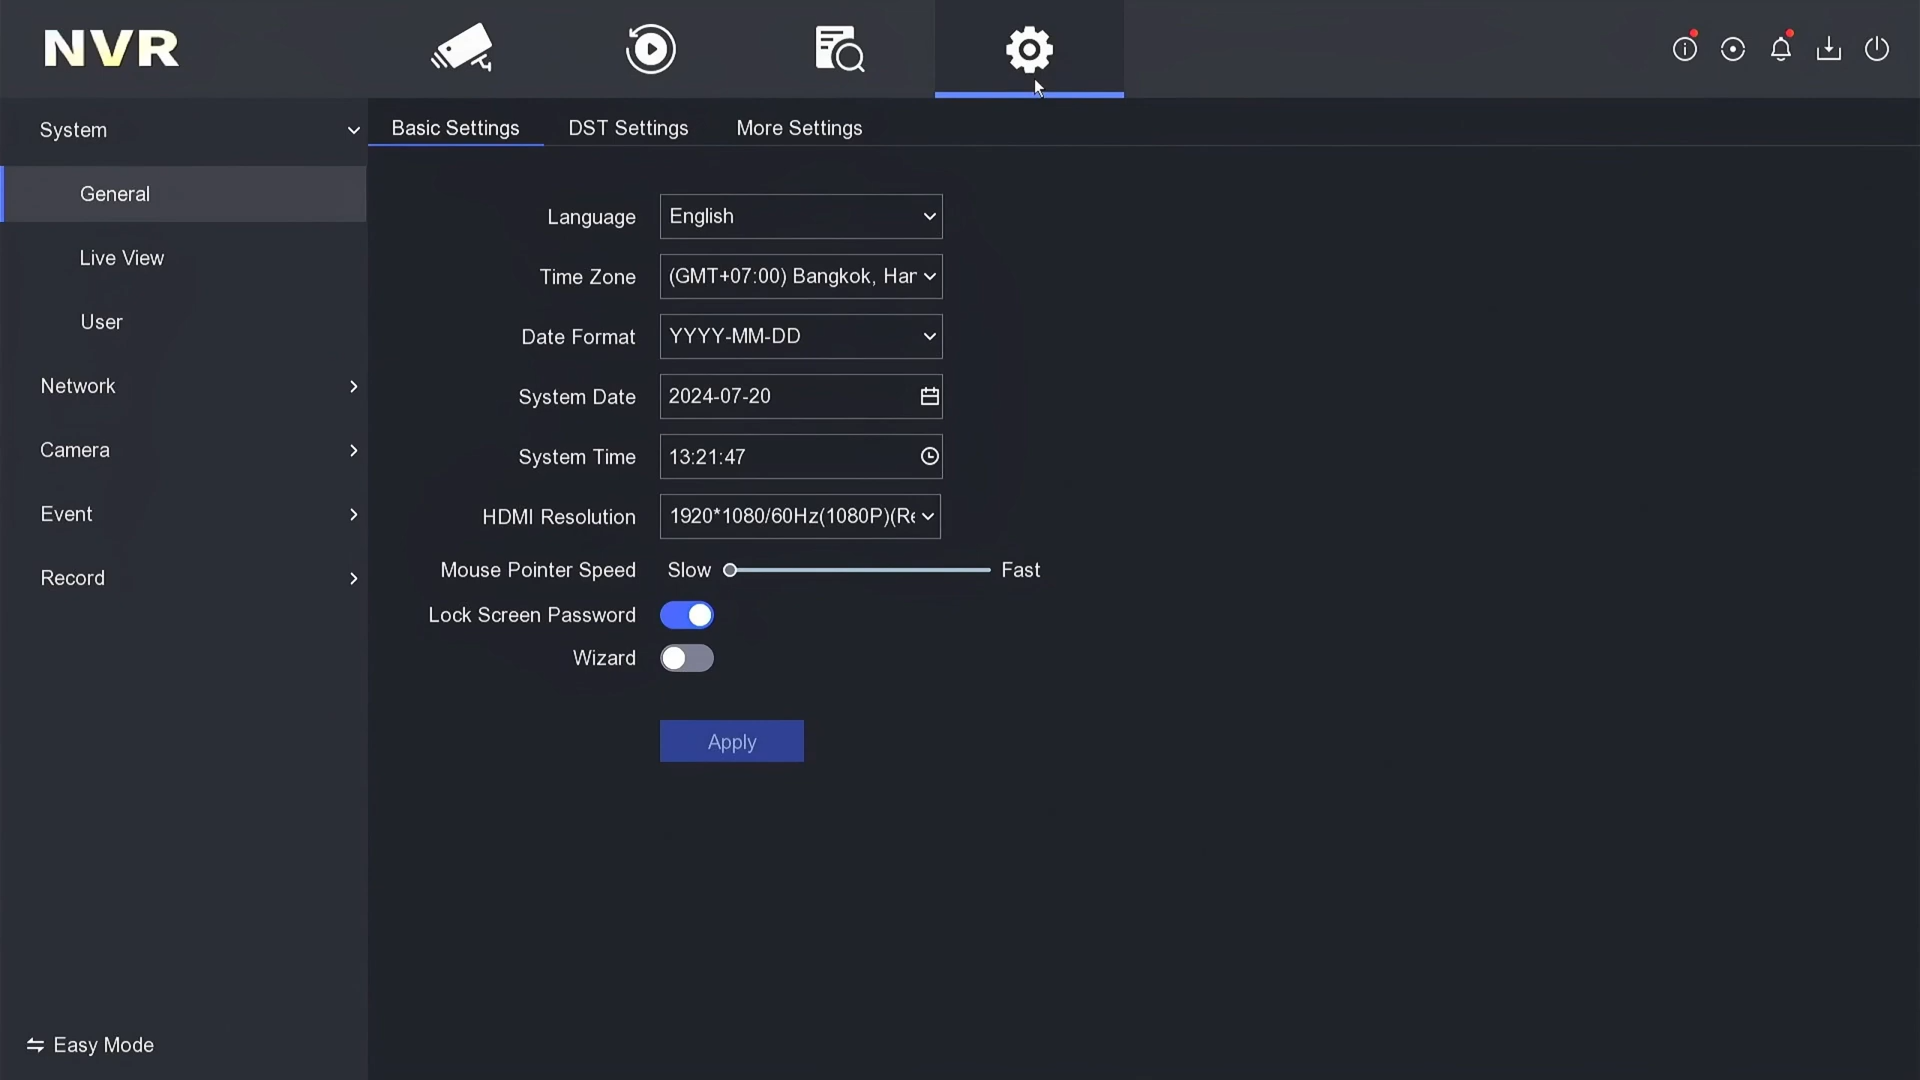 NVR
System
General
Live View
User
Network
Camera
Event
Record
Easy Mode
Basic Settings DST Settings More Settings
Language English
Time Zone (GMT+07:00) Bangkok, Har
Date Format YYYY-MM-DD
System Date 2024-07-20
System Time 13:21:47
HDMI Resolution 1920*1080/60Hz(1080P)(Re
Mouse Pointer Speed Slow Fast
Lock Screen Password
Wizard
Apply